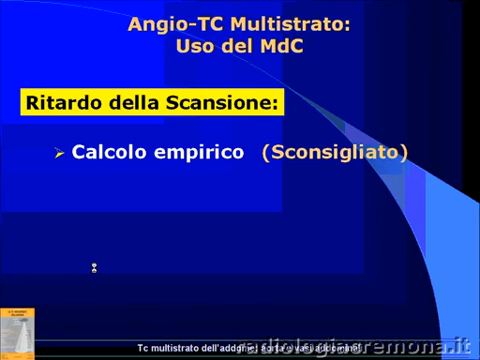 Angio-TC Multistrato:
Uso del MdC
Ritardo della Scansione:
Calcolo empirico (Sconsigliato)
Tc multistrato dell'addome: aorta e vasi addominali
radiologiacremona.it